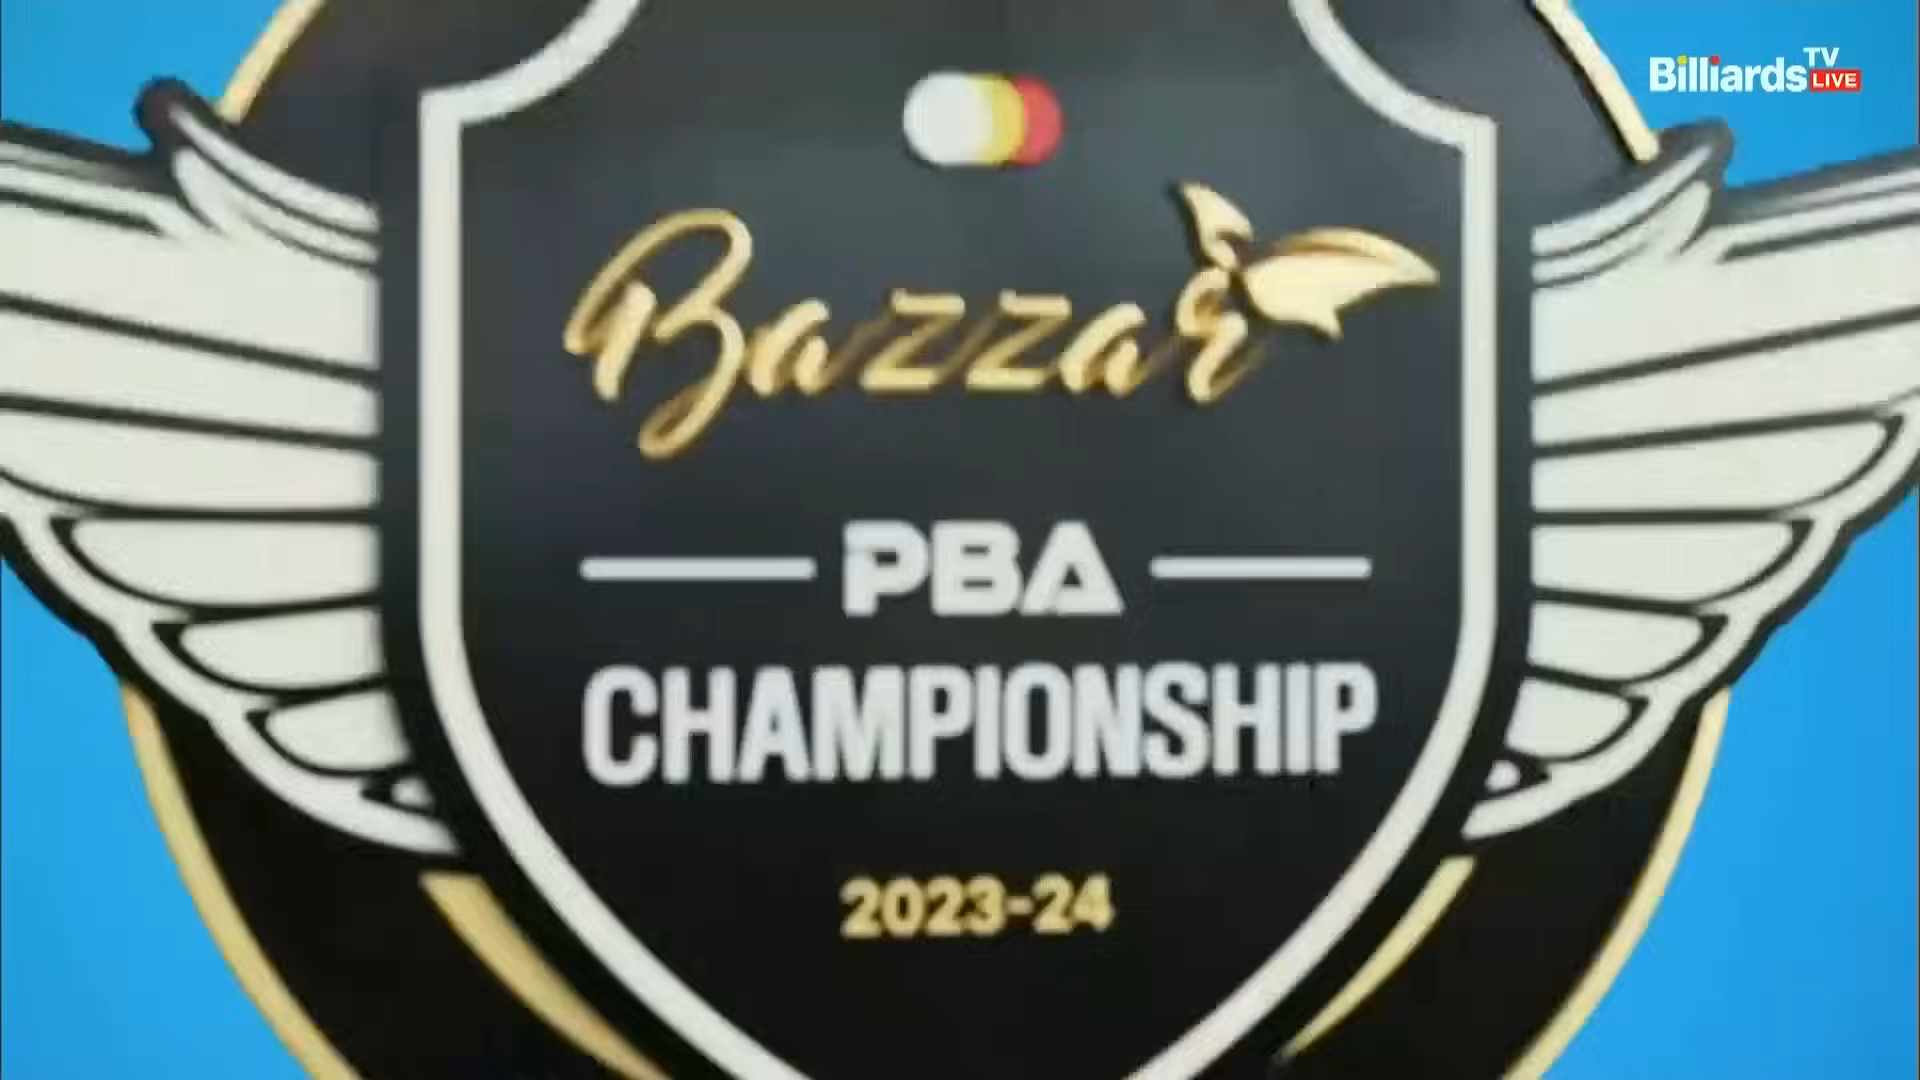 Billiards TV
LIVE
Bazzar
PBA
CHAMPIONSHIP
2023-24